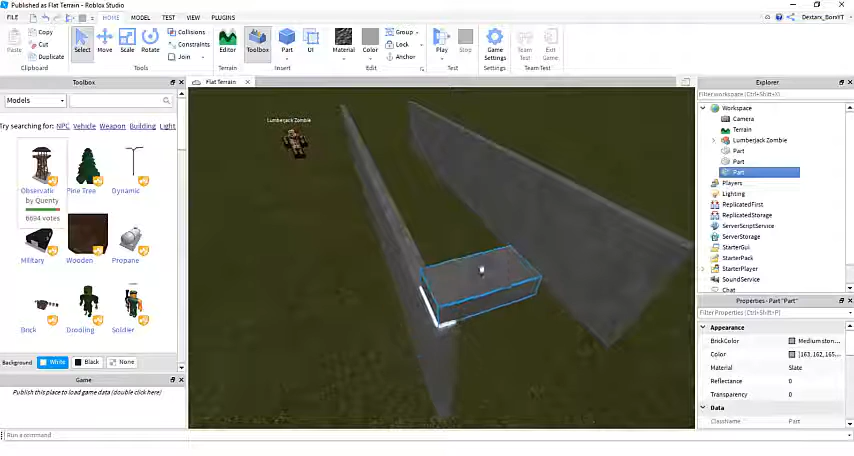 Published as Flat Terrain - Roblox Studio
FILE HOME MODEL TEST VIEW PLUGINS Dextarx_BonYT
Paste Copy Cut Duplicate Select Move Scale Rotate Collisions Constraints Join Editor Toolbox Part UI Material Color Group Lock Anchor Play Stop Game Settings Team Test Exit Game
Clipboard Tools Terrain Insert Edit Test Settings Team Test
Toolbox
Models
Try searching for: NPC Vehicle Weapon Building Light
Observatic Pine Tree Dynamic
by Quenty
6694 votes
Military Wooden Propane
Brick Drooling Soldier
Background: White Black None
Game
Publish this place to load game data (double click here)
Run a command
Flat Terrain
Lumberjack Zombie
Explorer
Filter workspace (Ctrl+Shift+X)
Workspace
Camera
Terrain
Lumberjack Zombie
Part
Part
Part
Players
Lighting
ReplicatedFirst
ReplicatedStorage
ServerScriptService
ServerStorage
StarterGui
StarterPack
StarterPlayer
SoundService
Chat
Properties - Part "Part"
Filter Properties (Ctrl+Shift+P)
Appearance
BrickColor Medium ston...
Color [163, 162, 165...
Material Slate
Reflectance 0
Transparency 0
Data
ClassName Part